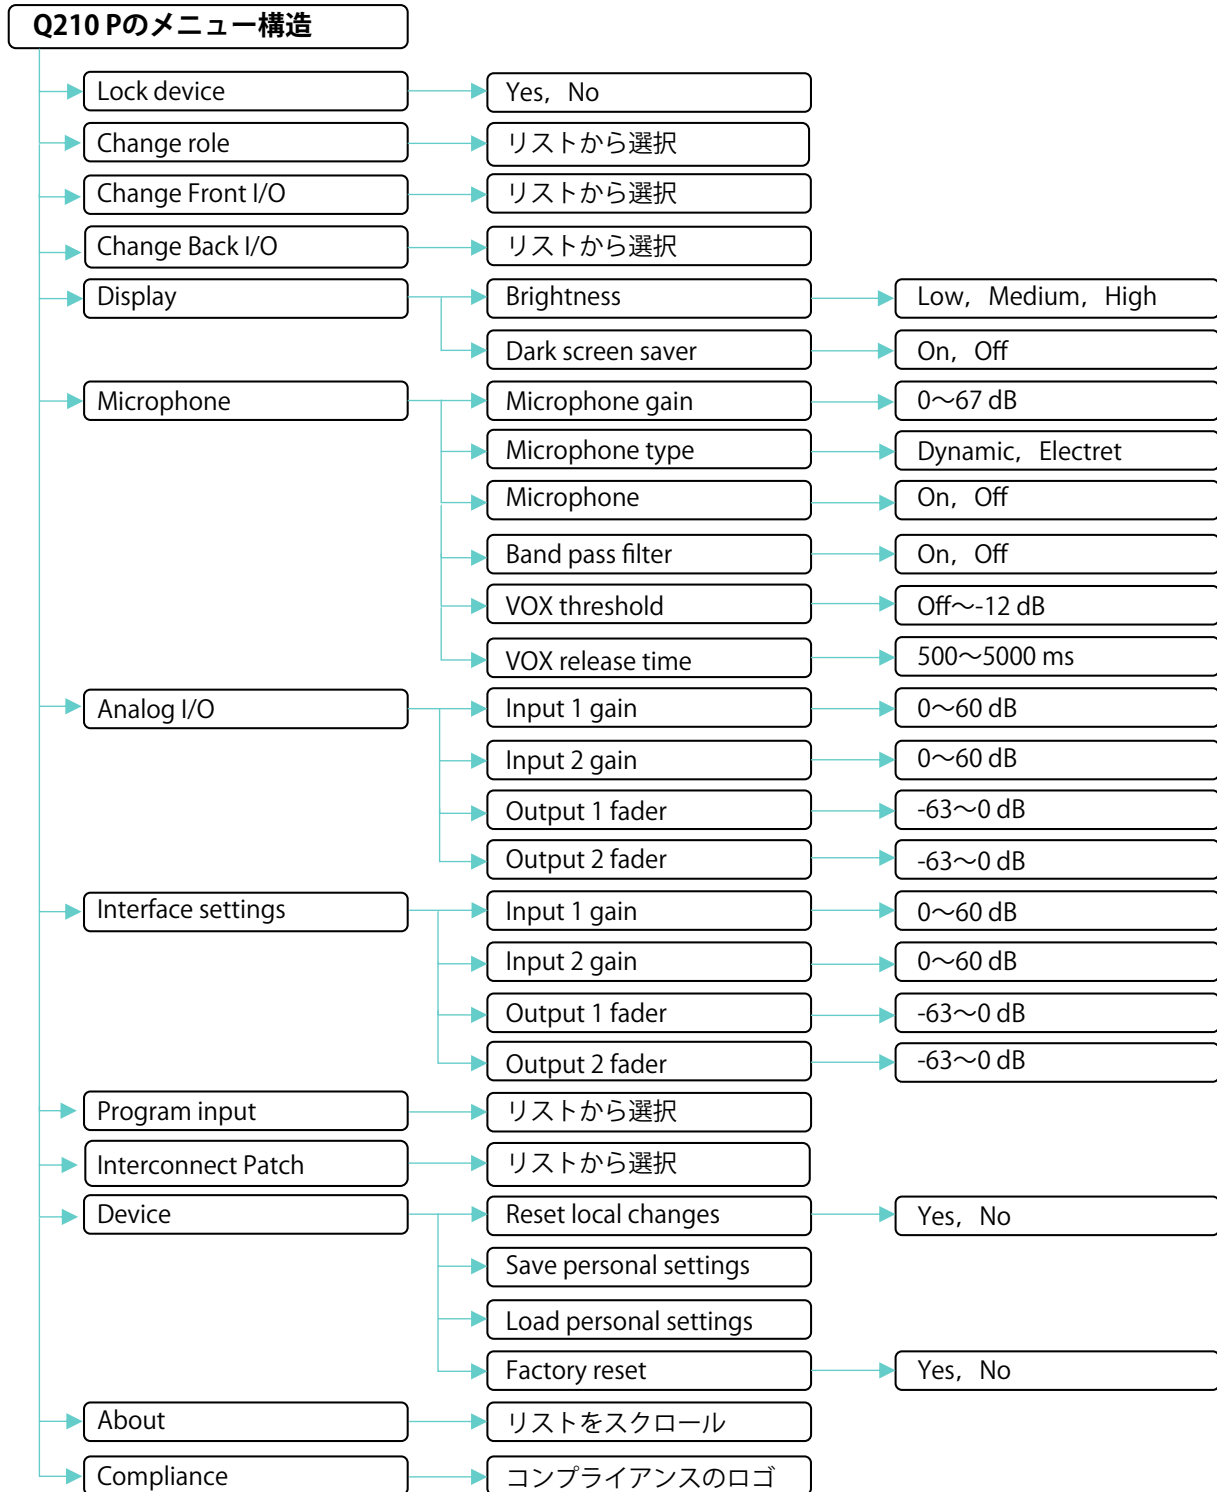 Q210 Pのメニュー構造
Lock device
Yes, No
Change role
リストから選択
Change Front I/O
リストから選択
Change Back I/O
リストから選択
Display
Brightness
Low, Medium, High
Dark screen saver
On, Off
Microphone
Microphone gain
0〜67 dB
Microphone type
Dynamic, Electret
Microphone
On, Off
Band pass filter
On, Off
VOX threshold
Off〜-12 dB
VOX release time
500〜5000 ms
Analog I/O
Input 1 gain
0〜60 dB
Input 2 gain
0〜60 dB
Output 1 fader
-63〜0 dB
Output 2 fader
-63〜0 dB
Interface settings
Input 1 gain
0〜60 dB
Input 2 gain
0〜60 dB
Output 1 fader
-63〜0 dB
Output 2 fader
-63〜0 dB
Program input
リストから選択
Interconnect Patch
リストから選択
Device
Reset local changes
Yes, No
Save personal settings
Load personal settings
Factory reset
Yes, No
About
リストをスクロール
Compliance
コンプライアンスのロゴ